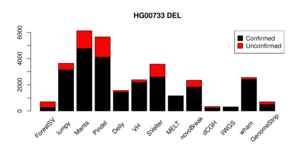 HG00733 DEL
Confirmed
Unconfirmed
6000
4000
2000
0
ForestSV
lumpy
Manta
Pindel
Delly
VH
SVelter
MELT
novoBreak
dCGH
liWGS
wham
GenomeStrip